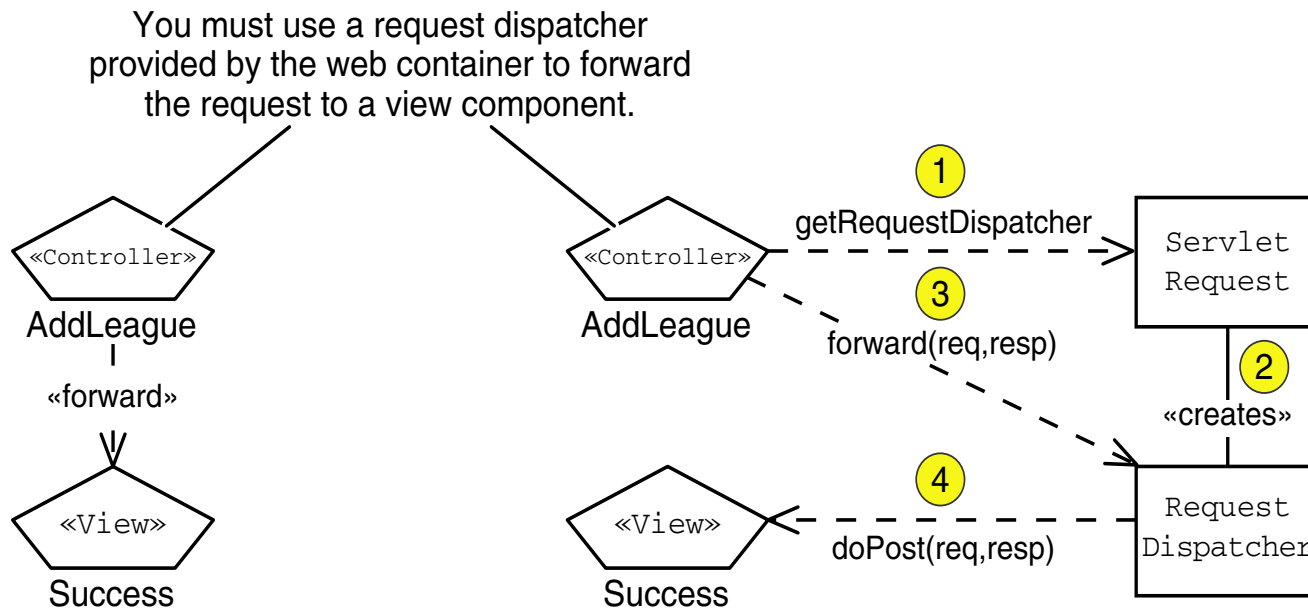 You must use a request dispatcher
provided by the web container to forward
the request to a view component.
«Controller»
AddLeague
«forward»
«View»
Success
«Controller»
AddLeague
1
getRequestDispatcher
Servlet
Request
3
forward(req,resp)
2
«creates»
4
doPost(req,resp)
Request
Dispatcher
«View»
Success